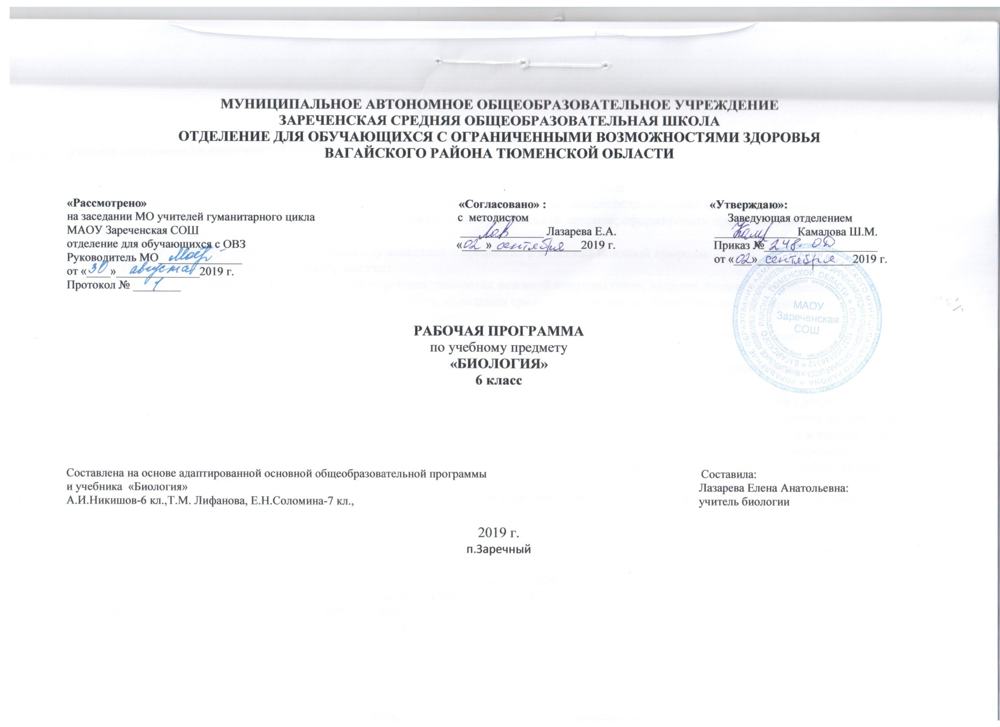 МУНИЦИПАЛЬНОЕ АВТОНОМНОЕ ОБЩЕОБРАЗОВАТЕЛЬНОЕ УЧРЕЖДЕНИЕ
ЗАРЕЧЕНСКАЯ СРЕДНЯЯ ОБЩЕОБРАЗОВАТЕЛЬНАЯ ШКОЛА
ОТДЕЛЕНИЕ ДЛЯ ОБУЧАЮЩИХСЯ С ОГРАНИЧЕННЫМИ ВОЗМОЖНОСТЯМИ ЗДОРОВЬЯ
ВАГАЙСКОГО РАЙОНА ТЮМЕНСКОЙ ОБЛАСТИ
«Рассмотрено»
на заседании МО учителей гуманитарного цикла
МАОУ Зареченская СОШ
отделение для обучающихся с ОВЗ
Руководитель МО
от «30» августа 2019 г.
Протокол № 1
«Согласовано» :
с методистом
Лазарева Е.А.
«02» сентября 2019 г.
«Утверждаю»:
Заведующая отделением
Камалова Ш.М.
Приказ № 248-ОД
от «02» сентября 2019 г.
МАОУ
Зареченская
СОШ
РАБОЧАЯ ПРОГРАММА
по учебному предмету
«БИОЛОГИЯ»
6 класс
Составлена на основе адаптированной основной общеобразовательной программы
и учебника «Биология»
А.И.Никишов-6 кл.,Т.М. Лифанова, Е.Н.Соломина-7 кл.,
Составила:
Лазарева Елена Анатольевна:
учитель биологии
2019 г.
п.Заречный